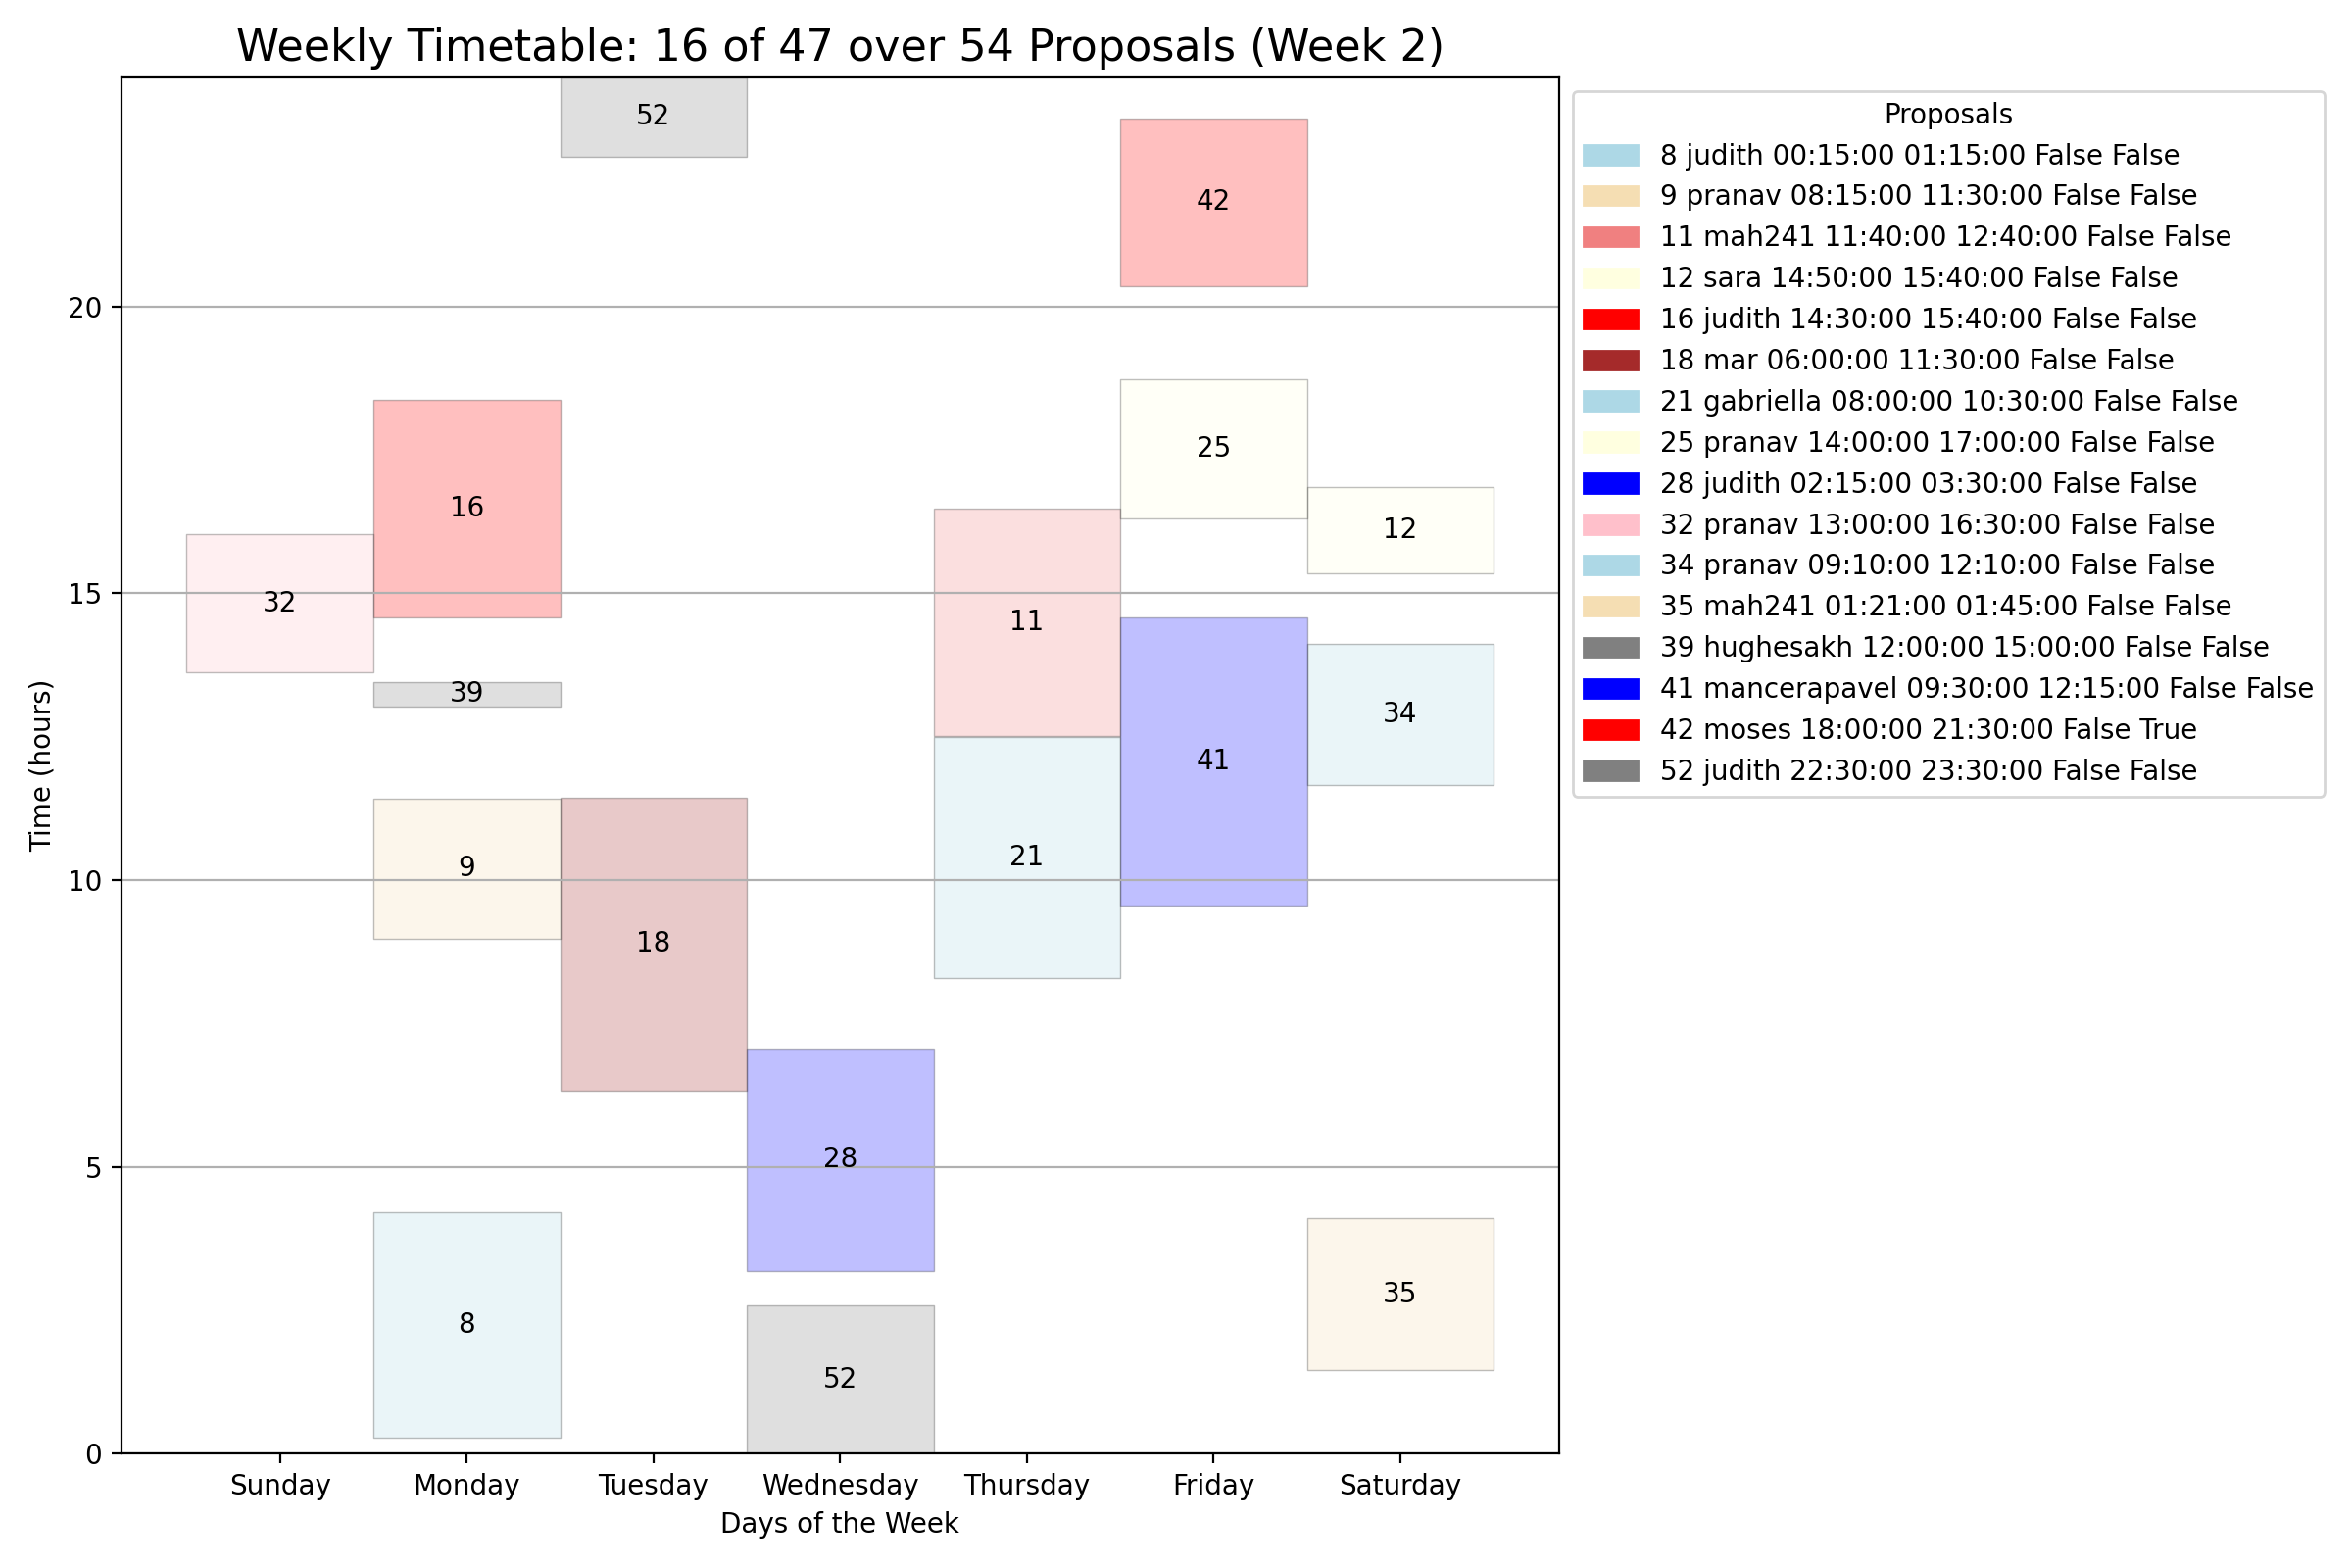 Weekly Timetable: 16 of 47 over 54 Proposals (Week 2)
Time (hours)
20
15
10
5
0
52
42
25
16
12
32
11
39
34
41
9
21
18
28
35
8
52
Sunday Monday Tuesday Wednesday Thursday Friday Saturday
Days of the Week
Proposals
8 judith 00:15:00 01:15:00 False False
9 pranav 08:15:00 11:30:00 False False
11 mah241 11:40:00 12:40:00 False False
12 sara 14:50:00 15:40:00 False False
16 judith 14:30:00 15:40:00 False False
18 mar 06:00:00 11:30:00 False False
21 gabriella 08:00:00 10:30:00 False False
25 pranav 14:00:00 17:00:00 False False
28 judith 02:15:00 03:30:00 False False
32 pranav 13:00:00 16:30:00 False False
34 pranav 09:10:00 12:10:00 False False
35 mah241 01:21:00 01:45:00 False False
39 hughesakh 12:00:00 15:00:00 False False
41 mancerapavel 09:30:00 12:15:00 False False
42 moses 18:00:00 21:30:00 False True
52 judith 22:30:00 23:30:00 False False